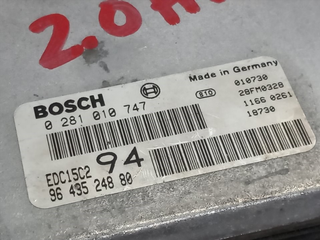 2.0H
BOSCH
Made in Germany
0 281 010 747
010730
28FM0328
1166 0261
18730
94
EDC15C2
96 435 248 80